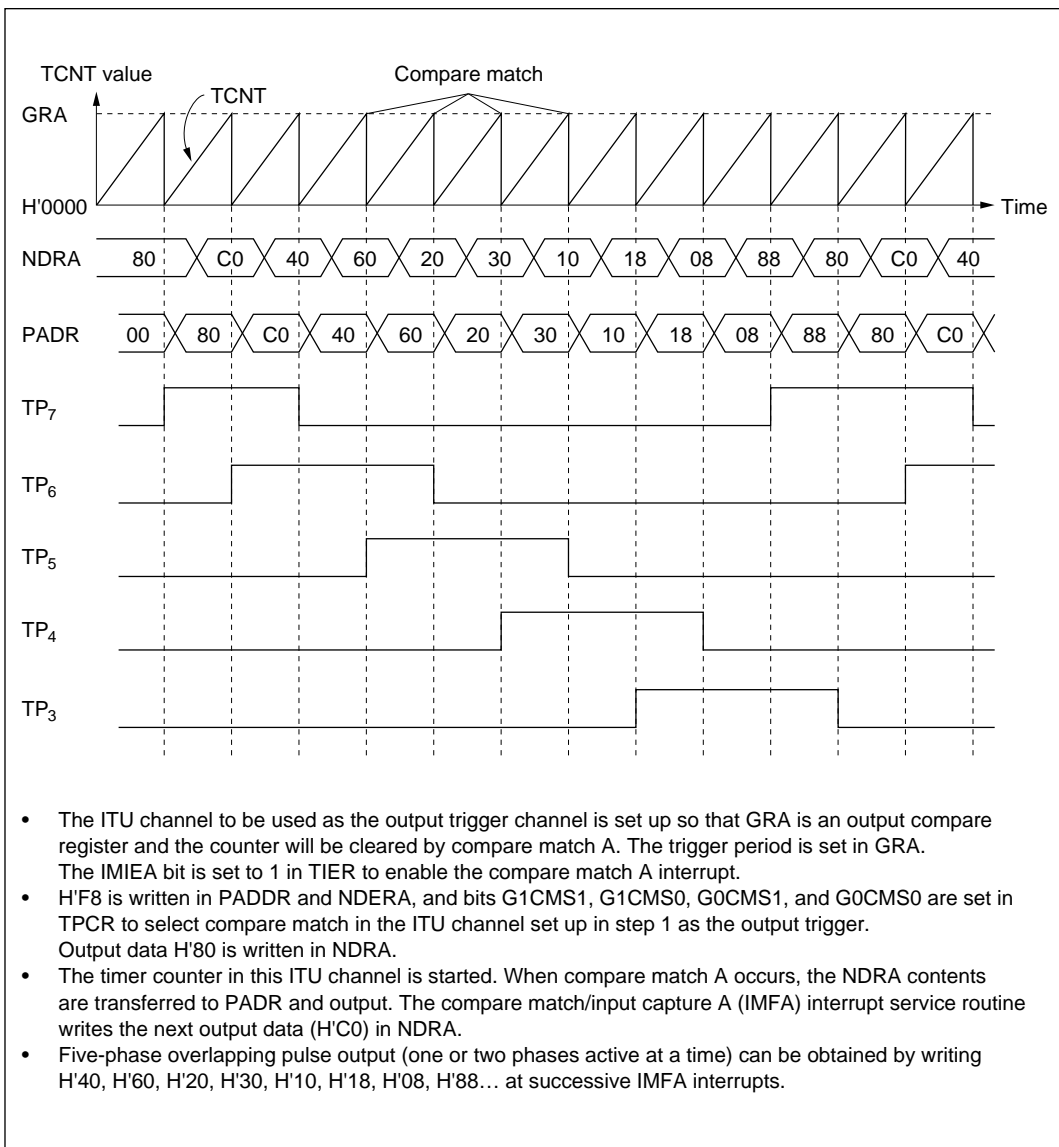 TCNT value
Compare match
TCNT
GRA
H'0000
Time
NDRA 80 C0 40 60 20 30 10 18 08 88 80 C0 40
PADR 00 80 C0 40 60 20 30 10 18 08 88 80 C0
TP7
TP6
TP5
TP4
TP3
• The ITU channel to be used as the output trigger channel is set up so that GRA is an output compare
register and the counter will be cleared by compare match A. The trigger period is set in GRA.
The IMIEA bit is set to 1 in TIER to enable the compare match A interrupt.
• H'F8 is written in PADDR and NDERA, and bits G1CMS1, G1CMS0, G0CMS1, and G0CMS0 are set in
TPCR to select compare match in the ITU channel set up in step 1 as the output trigger.
Output data H'80 is written in NDRA.
• The timer counter in this ITU channel is started. When compare match A occurs, the NDRA contents
are transferred to PADR and output. The compare match/input capture A (IMFA) interrupt service routine
writes the next output data (H'C0) in NDRA.
• Five-phase overlapping pulse output (one or two phases active at a time) can be obtained by writing
H'40, H'60, H'20, H'30, H'10, H'18, H'08, H'88… at successive IMFA interrupts.